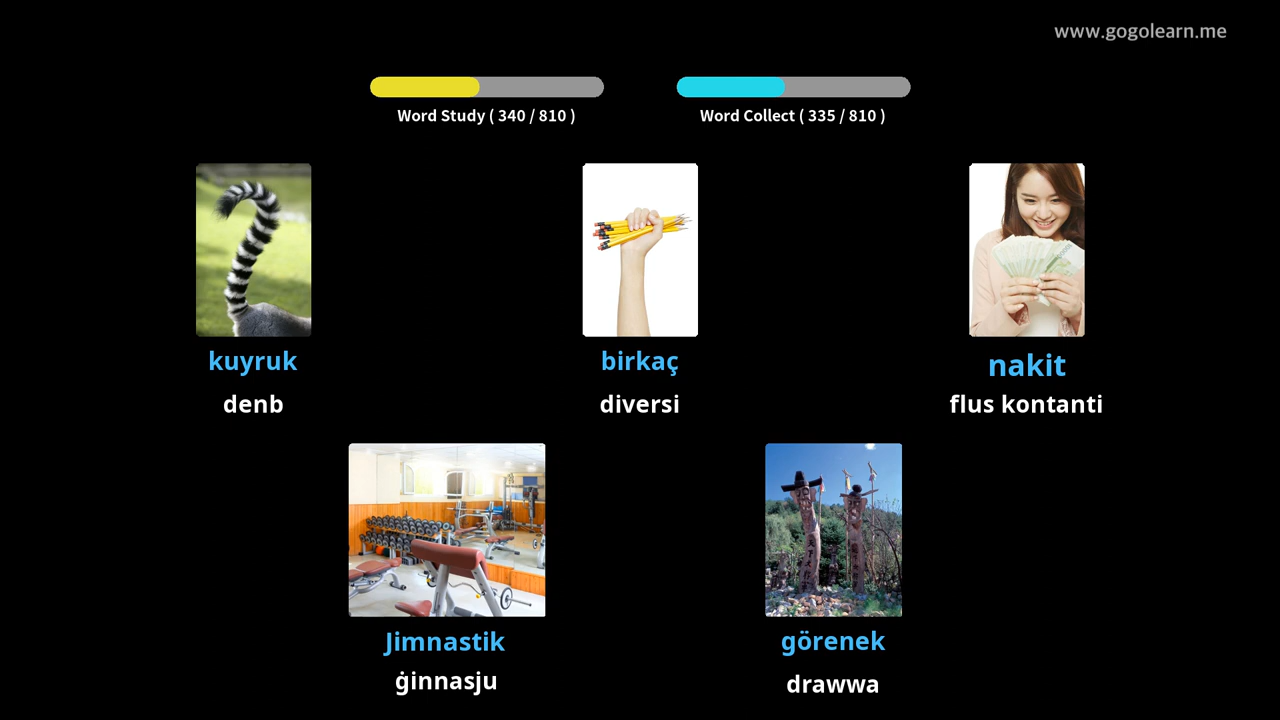 www.gogolearn.me
Word Study ( 340 / 810 )
Word Collect ( 335 / 810 )
kuyruk
denb
birkaç
diversi
nakit
flus kontanti
Jimnastik
ġinnasju
görenek
drawwa